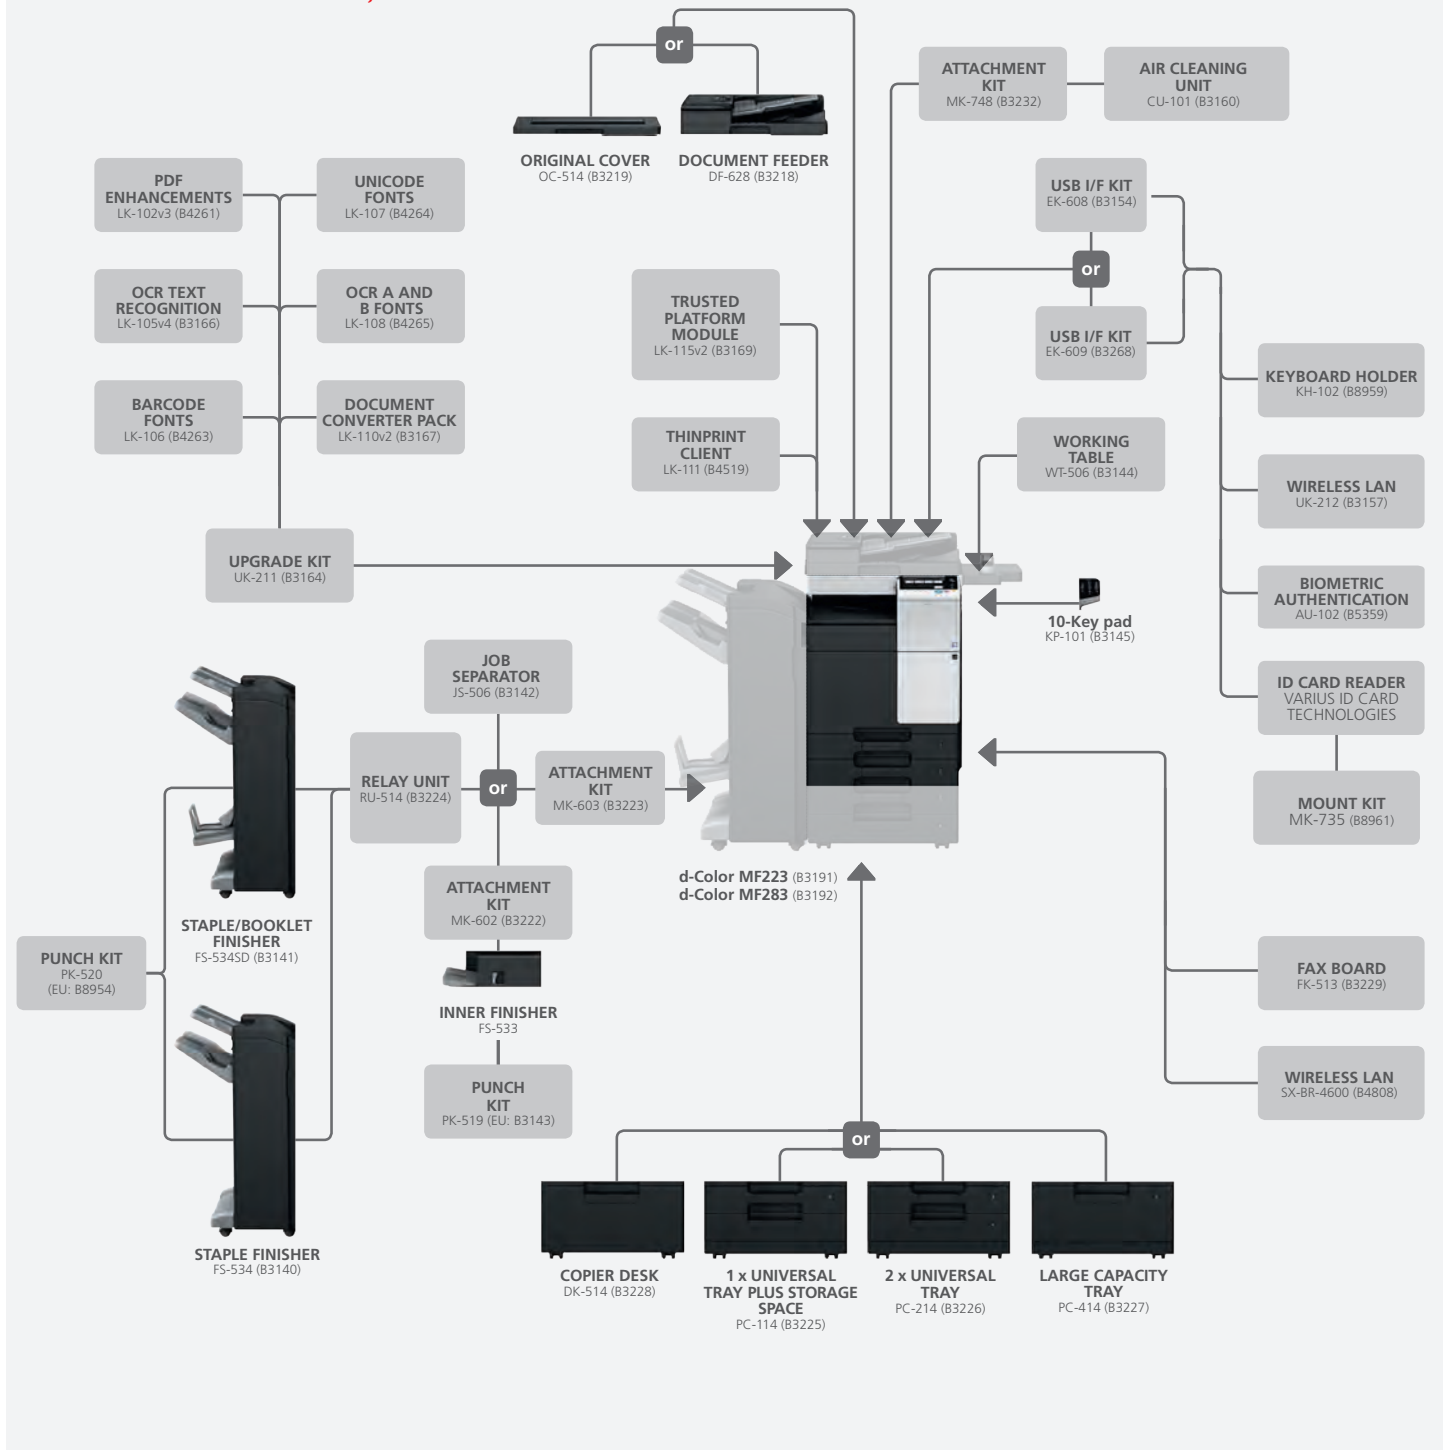 or
ORIGINAL COVER
OC-514 (B3219)
DOCUMENT FEEDER
DF-628 (B3218)
ATTACHMENT
KIT
MK-748 (B3232)
AIR CLEANING
UNIT
CU-101 (B3160)
PDF
ENHANCEMENTS
LK-102v3 (B4261)
UNICODE
FONTS
LK-107 (B4264)
OCR TEXT
RECOGNITION
LK-105v4 (B3166)
OCR A AND
B FONTS
LK-108 (B4265)
BARCODE
FONTS
LK-106 (B4263)
DOCUMENT
CONVERTER PACK
LK-110v2 (B3167)
UPGRADE KIT
UK-211 (B3164)
TRUSTED
PLATFORM
MODULE
LK-115v2 (B3169)
THINPRINT
CLIENT
LK-111 (B4519)
USB I/F KIT
EK-608 (B3154)
or
USB I/F KIT
EK-609 (B3268)
WORKING
TABLE
WT-506 (B3144)
KEYBOARD HOLDER
KH-102 (B8959)
WIRELESS LAN
UK-212 (B3157)
BIOMETRIC
AUTHENTICATION
AU-102 (B5359)
ID CARD READER
VARIUS ID CARD
TECHNOLOGIES
MOUNT KIT
MK-735 (B8961)
10-Key pad
KP-101 (B3145)
JOB
SEPARATOR
JS-506 (B3142)
RELAY UNIT
RU-514 (B3224)
or
ATTACHMENT
KIT
MK-603 (B3223)
ATTACHMENT
KIT
MK-602 (B3222)
INNER FINISHER
FS-533
PUNCH
KIT
PK-519 (EU: B3143)
STAPLE/BOOKLET
FINISHER
FS-534SD (B3141)
PUNCH KIT
PK-520
(EU: B8954)
STAPLE FINISHER
FS-534 (B3140)
d-Color MF223 (B3191)
d-Color MF283 (B3192)
FAX BOARD
FK-513 (B3229)
WIRELESS LAN
SX-BR-4600 (B4808)
or
COPIER DESK
DK-514 (B3228)
1 x UNIVERSAL
TRAY PLUS STORAGE
SPACE
PC-114 (B3225)
2 x UNIVERSAL
TRAY
PC-214 (B3226)
LARGE CAPACITY
TRAY
PC-414 (B3227)